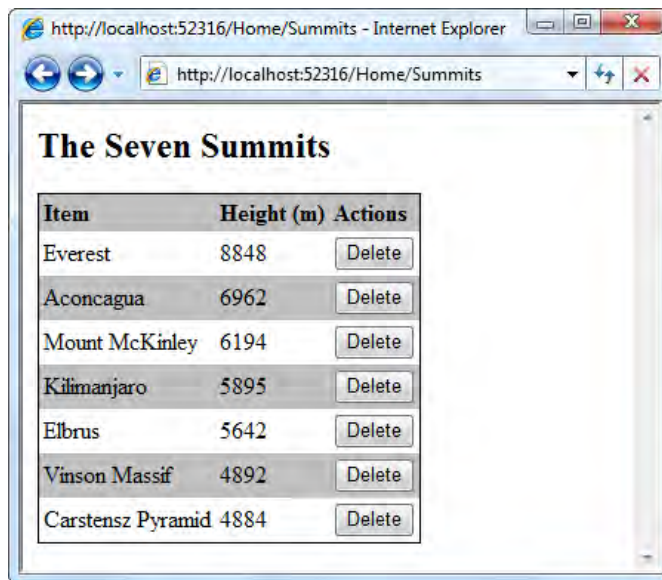 http://localhost:52316/Home/Summits - Internet Explorer
http://localhost:52316/Home/Summits
The Seven Summits
Item Height (m) Actions
Everest 8848 Delete
Aconcagua 6962 Delete
Mount McKinley 6194 Delete
Kilimanjaro 5895 Delete
Elbrus 5642 Delete
Vinson Massif 4892 Delete
Carstensz Pyramid 4884 Delete